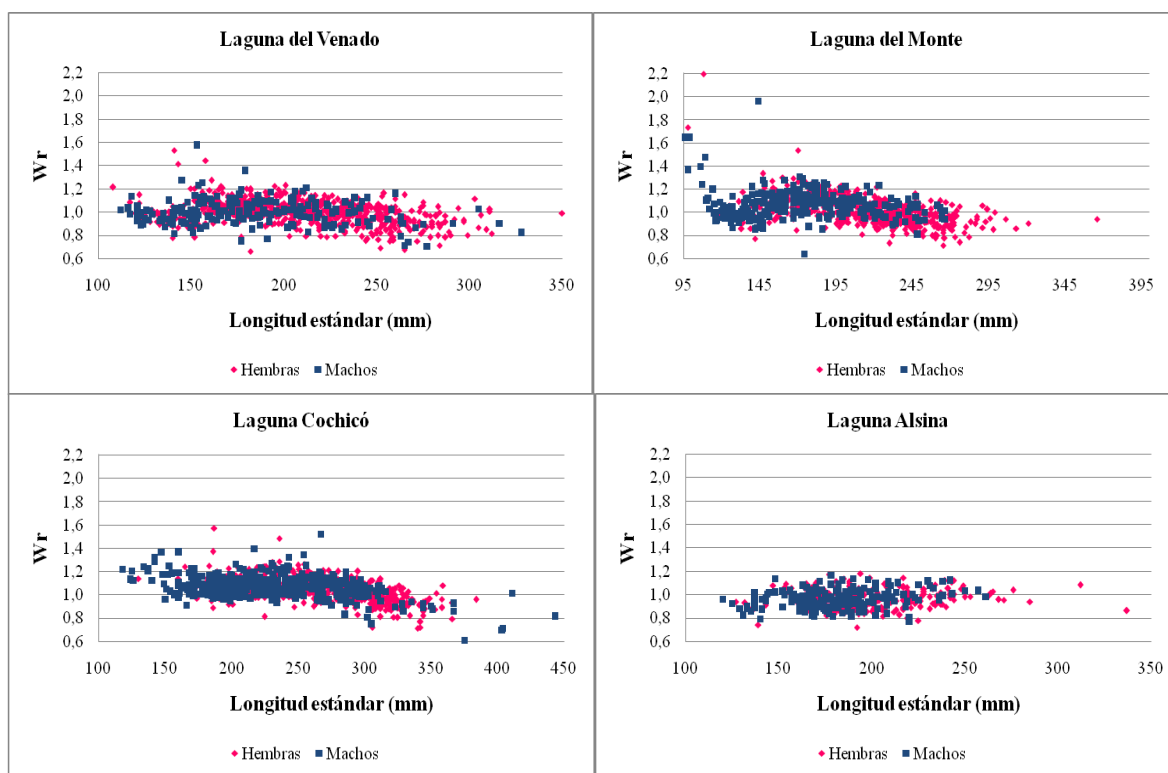 Laguna del Venado
2,2
2,0
1,8
1,6
1,4
1,2
1,0
0,8
0,6
Wr
100 150 200 250 300 350
Longitud estándar (mm)
Hembras Machos
Laguna del Monte
2,2
2,0
1,8
1,6
1,4
1,2
1,0
0,8
0,6
Wr
95 145 195 245 295 345 395
Longitud estándar (mm)
Hembras Machos
Laguna Cochicó
2,2
2,0
1,8
1,6
1,4
1,2
1,0
0,8
0,6
Wr
100 150 200 250 300 350 400 450
Longitud estándar (mm)
Hembras Machos
Laguna Alsina
2,2
2,0
1,8
1,6
1,4
1,2
1,0
0,8
0,6
Wr
100 150 200 250 300 350
Longitud estándar (mm)
Hembras Machos